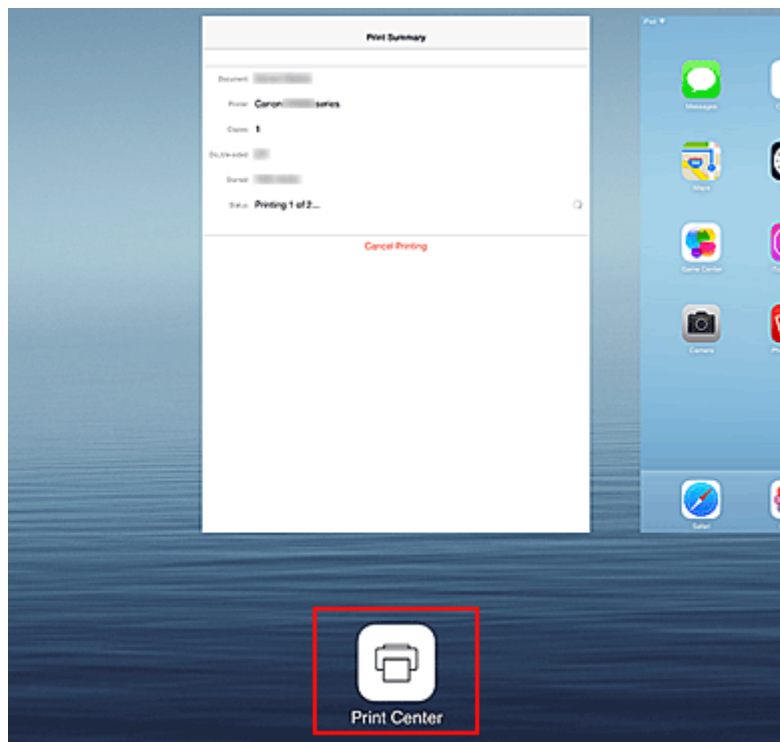 Print Summary
Document
Printer Canon series
Copies 1
Double-sided
Started
Status Printing 1 of 2...
Cancel Printing
iPad
Messages
Maps
Game Center
Camera
Safari
Print Center